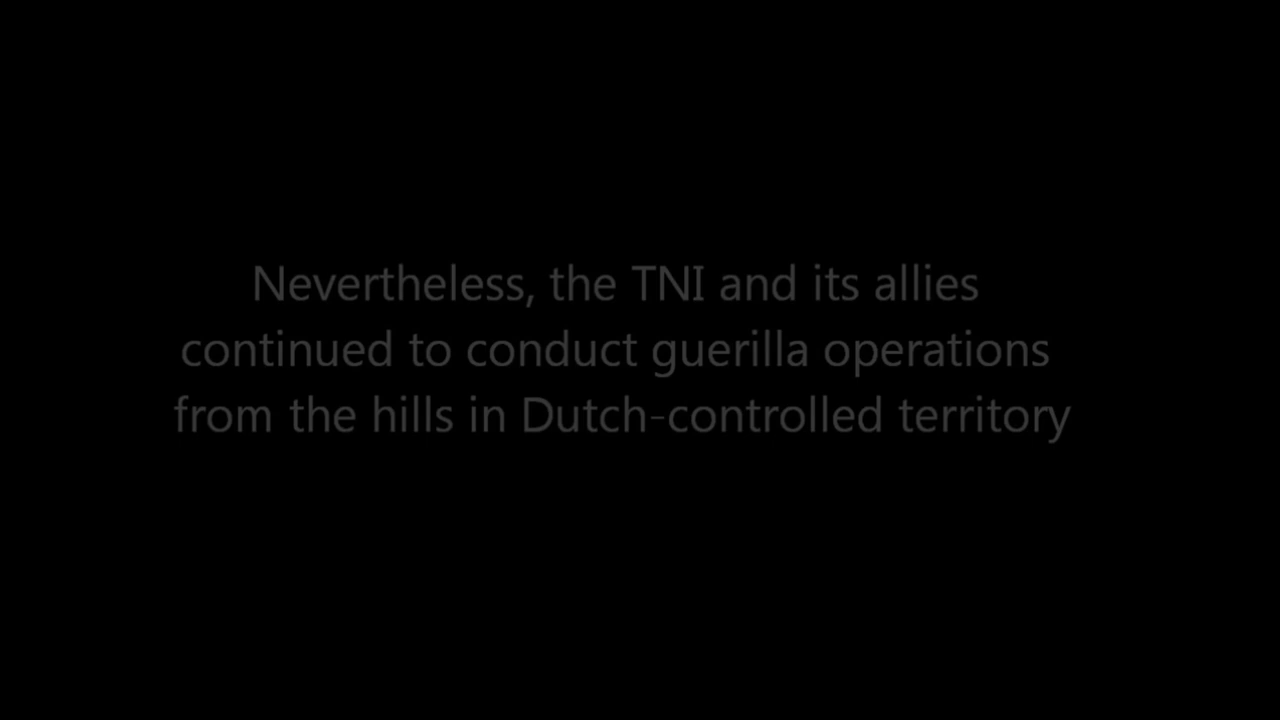 Nevertheless, the TNI and its allies
continued to conduct guerilla operations
from the hills in Dutch-controlled territory